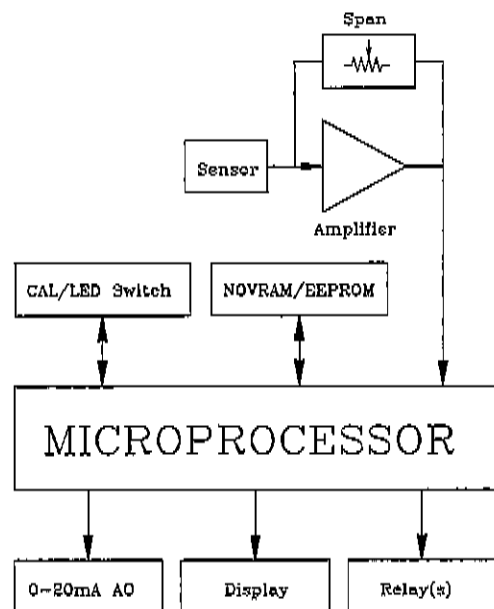 Span
Sensor
Amplifier
CAL/LED Switch
NOVRAM/EEPROM
MICROPROCESSOR
0-20mA AO
Display
Relay(s)